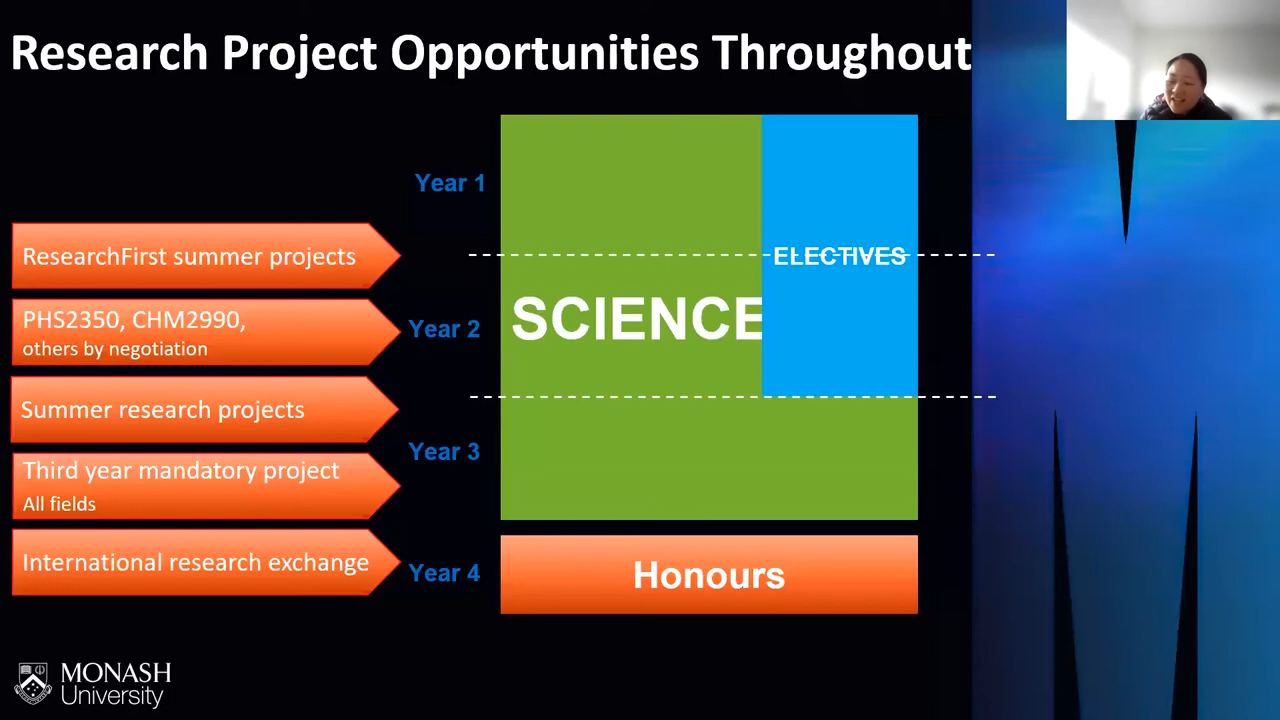 Research Project Opportunities Throughout
Year 1
ResearchFirst summer projects
ELECTIVES
PHS2350, CHM2990,
others by negotiation
Year 2
SCIENCE
Summer research projects
Third year mandatory project
All fields
Year 3
International research exchange
Year 4
Honours
MONASH
University